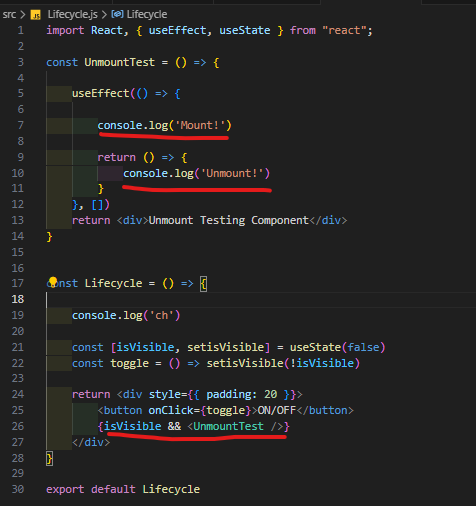 src > JS Lifecycle.js > Lifecycle
1 import React, { useEffect, useState } from "react";
2
3 const UnmountTest = () => {
4
5 useEffect(() => {
6
7 console.log('Mount!')
8
9 return () => {
10 console.log('Unmount!')
11 }
12 }, [])
13 return <div>Unmount Testing Component</div>
14 }
15
16
17 const Lifecycle = () => {
18
19 console.log('ch')
20
21 const [isVisible, setisVisible] = useState(false)
22 const toggle = () => setisVisible(!isVisible)
23
24 return <div style={{ padding: 20 }}>
25 <button onClick={toggle}>ON/OFF</button>
26 {isVisible && <UnmountTest />}
27 </div>
28 }
29
30 export default Lifecycle